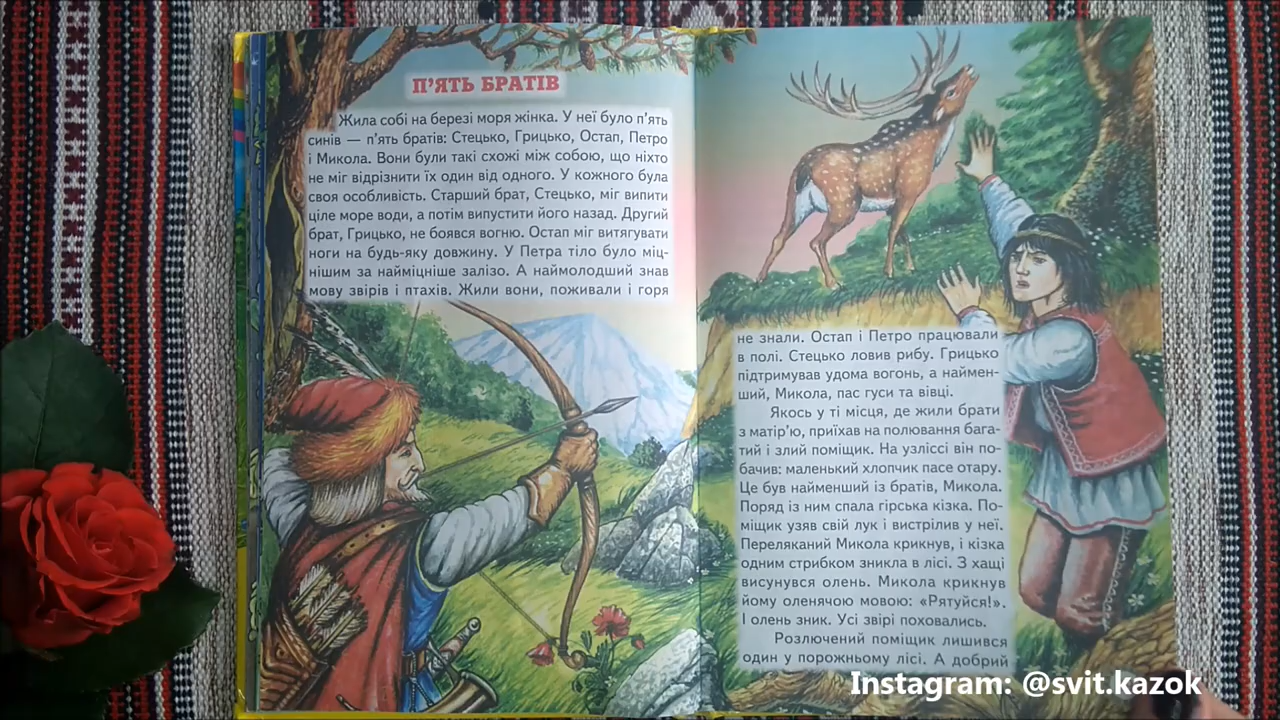 П'ЯТЬ БРАТІВ
Жила собі на березі моря жінка. У неї було п'ять
синів — п'ять братів: Стецько, Грицько, Остап, Петро
і Микола. Вони були такі схожі між собою, що ніхто
не міг відрізнити їх один від одного. У кожного була
своя особливість. Старший брат, Стецько, міг випити
ціле море води, а потім випустити його назад. Другий
брат, Грицько, не боявся вогню. Остап міг витягувати
ноги на будь-яку довжину. У Петра тіло було міц-
нішим за найміцніше залізо. А наймолодший знав
мову звірів і птахів. Жили вони, поживали і горя
не знали. Остап і Петро працювали
в полі. Стецько ловив рибу. Грицько
підтримував удома вогонь, а наймен-
ший, Микола, пас гуси та вівці.
Якось у ті місця, де жили брати
з матір'ю, приїхав на полювання бага-
тий і злий поміщик. На узліссі він по-
бачив: маленький хлопчик пасе отару.
Це був найменший із братів, Микола.
Поряд із ним спала гірська кізка. По-
міщик узяв свій лук і вистрілив у неї.
Переляканий Микола крикнув, і кізка
одним стрибком зникла в лісі. З хащі
висунувся олень. Микола крикнув
йому оленячою мовою: «Рятуйся!».
І олень зник. Усі звірі поховались.
Розлючений поміщик лишився
один у порожньому лісі. А добрий
Instagram: @svit.kazok